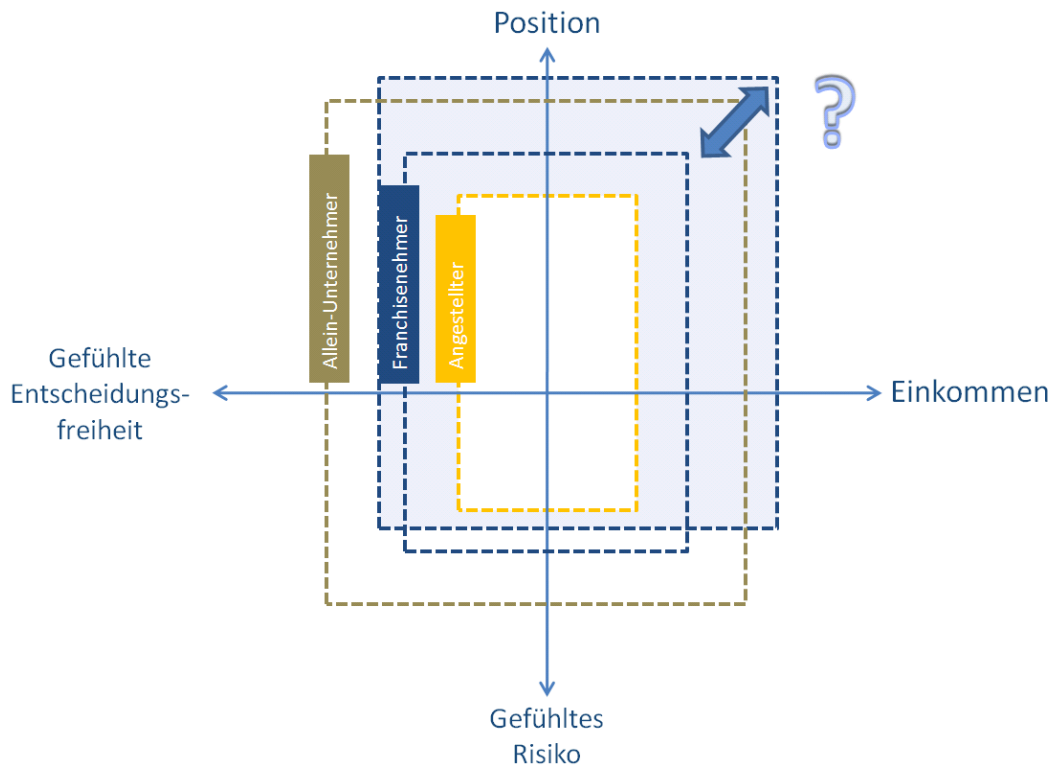 Position
?
Allein-Unternehmer
Franchisenehmer
Angestellter
Gefühlte
Entscheidungs-
freiheit
Einkommen
Gefühltes
Risiko